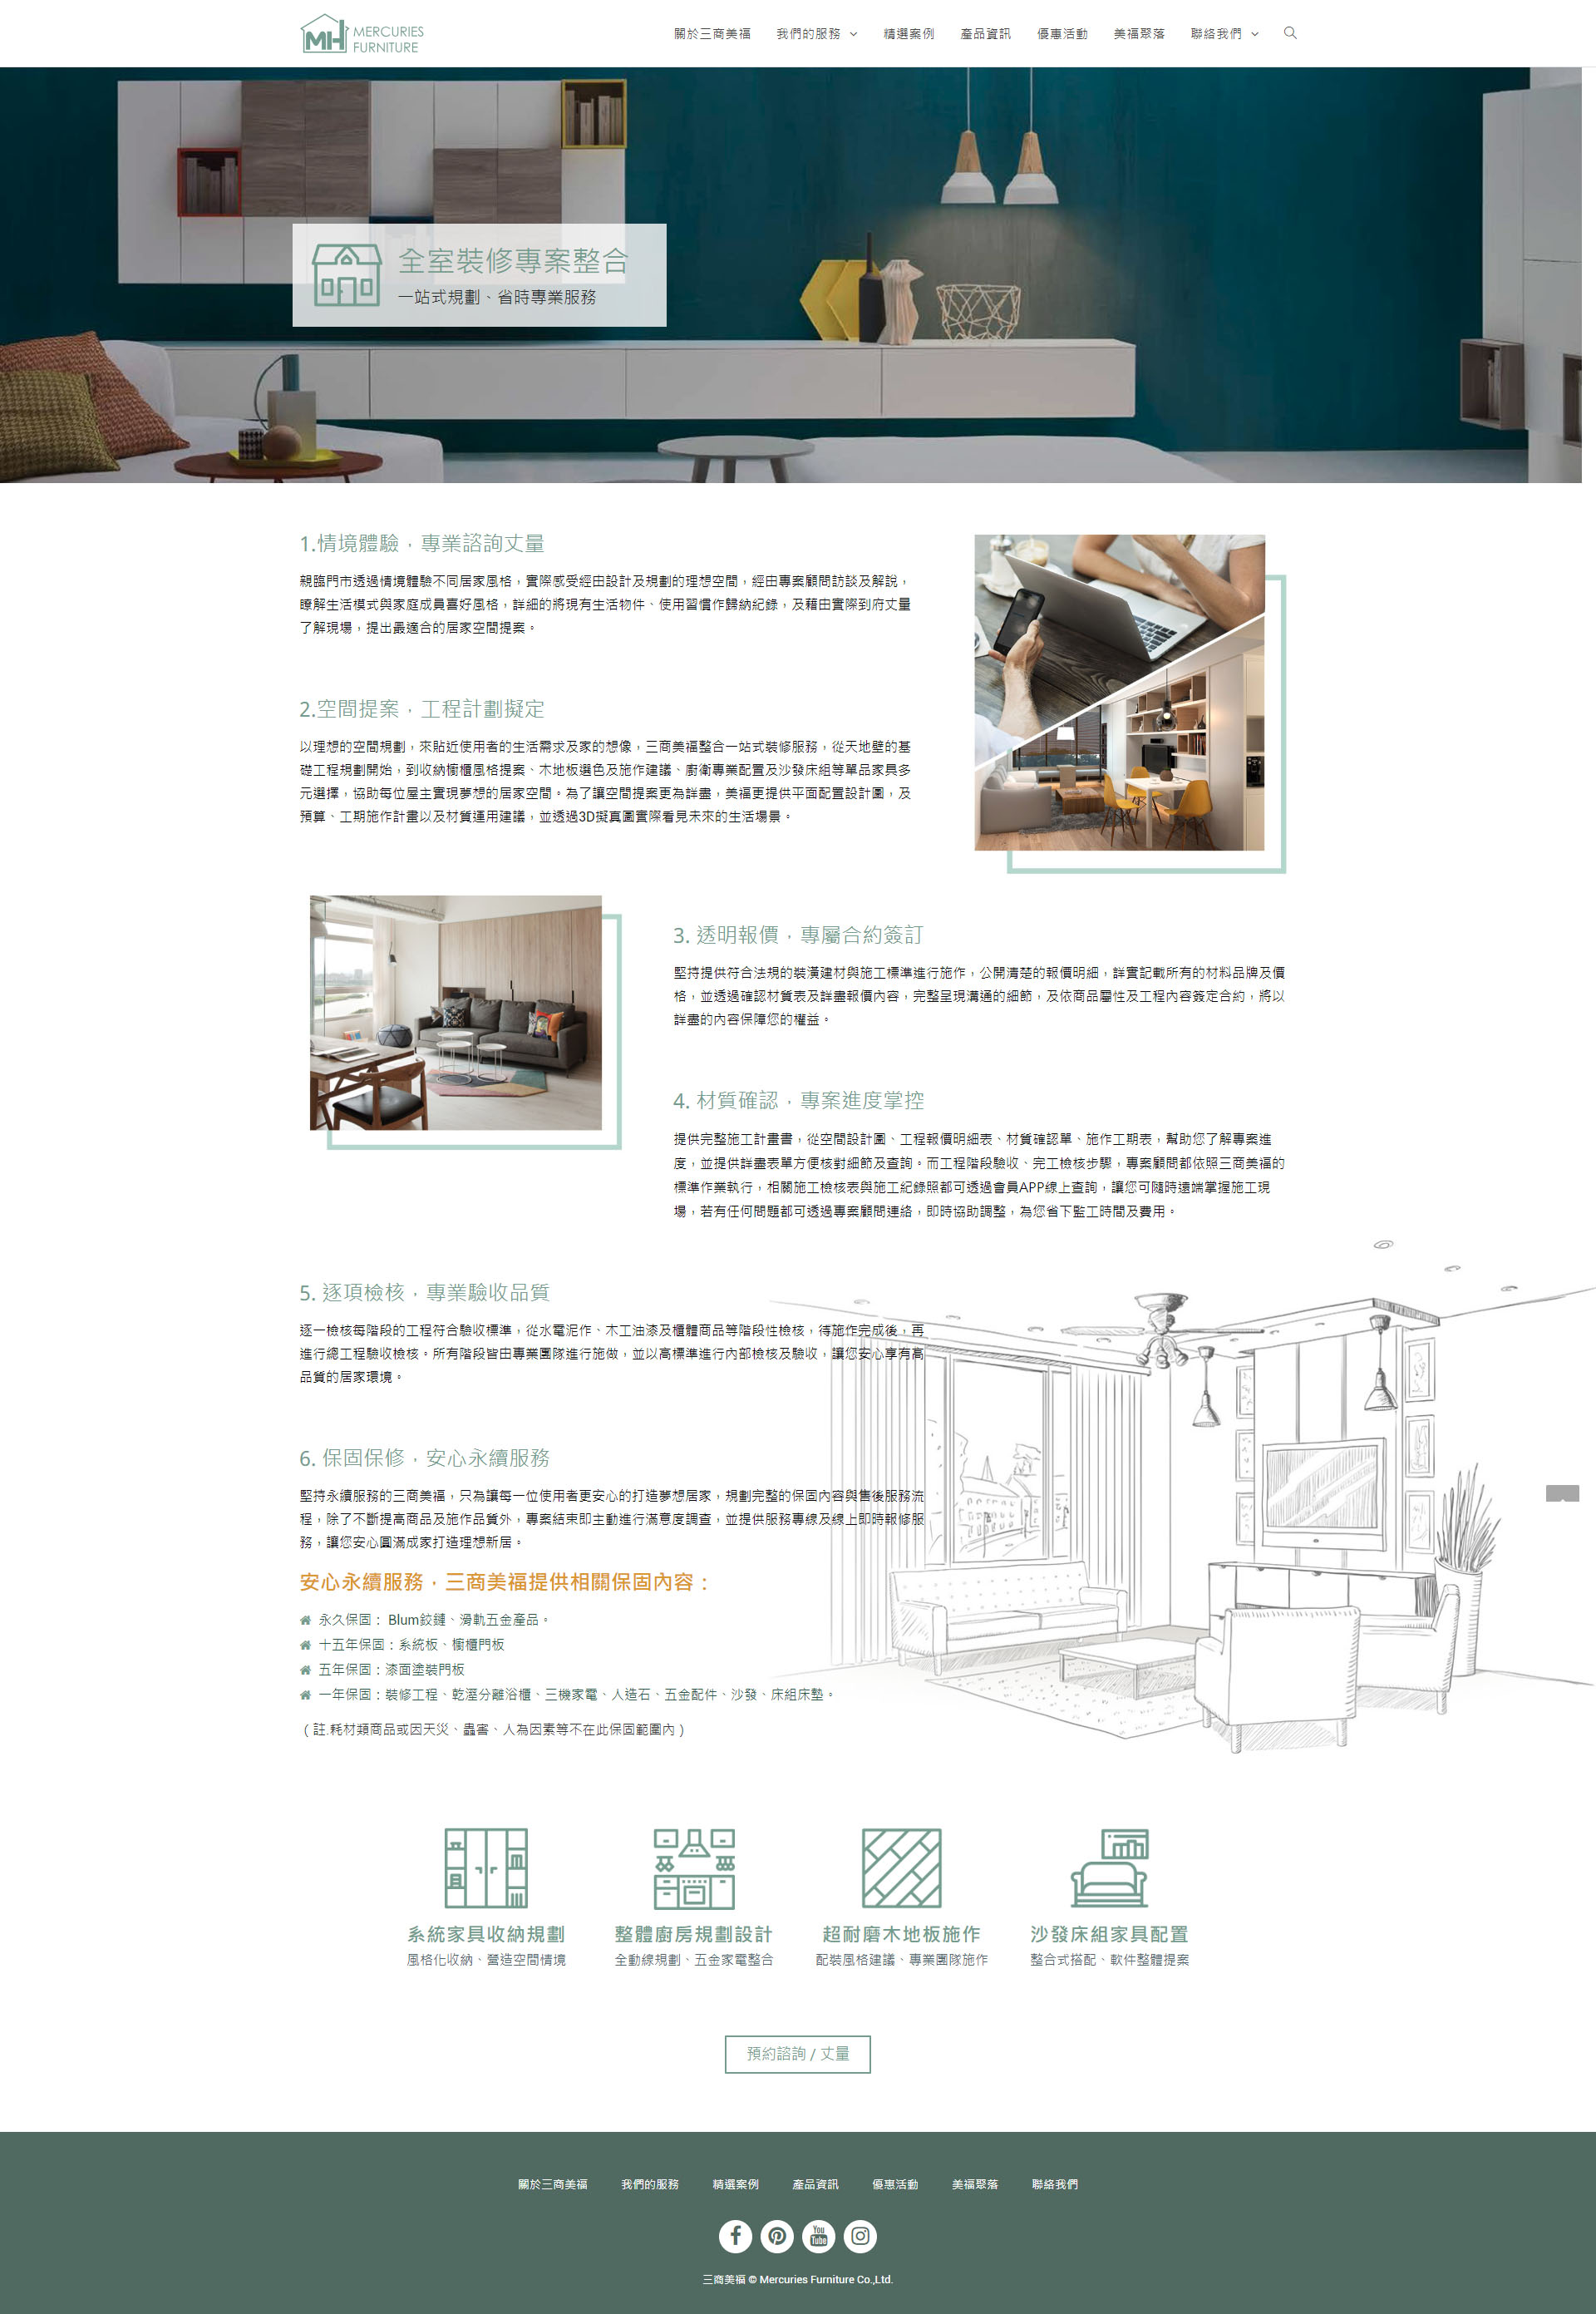 MH MERCURIES
FURNITURE
關於三商美福 我們的服務 精選案例 產品資訊 優惠活動 美福聚落 聯絡我們
全室裝修專案整合
一站式規劃、省時專業服務
1.情境體驗，專業諮詢丈量
親臨門市透過情境體驗不同居家風格，實際感受經由設計及規劃的理想空間，經由專案顧問訪談及解說，
瞭解生活模式與家庭成員喜好風格，詳細的將現有生活物件、使用習慣作歸納紀錄，及藉由實際到府丈量
了解現場，提出最適合的居家空間提案。
2.空間提案，工程計劃擬定
以理想的空間規劃，來貼近使用者的生活需求及家的想像，三商美福整合一站式裝修服務，從天地壁的基
礎工程規劃開始，到收納櫥櫃風格提案、木地板選色及施作建議、廚衛專業配置及沙發床組等單品家具多
元選擇，協助每位屋主實現夢想的居家空間。為了讓空間提案更為詳盡，美福更提供平面配置設計圖，及
預算、工期施作計畫以及材質運用建議，並透過3D擬真圖實際看見未來的生活場景。
3. 透明報價，專屬合約簽訂
堅持提供符合法規的裝潢建材與施工標準進行施作，公開清楚的報價明細，詳實記載所有的材料品牌及價
格，並透過確認材質表及詳盡報價內容，完整呈現溝通的細節，及依商品屬性及工程內容簽定合約，將以
詳盡的內容保障您的權益。
4. 材質確認，專案進度掌控
提供完整施工計畫書，從空間設計圖、工程報價明細表、材質確認單、施作工期表，幫助您了解專案進
度，並提供詳盡表單方便核對細節及查詢。而工程階段驗收、完工檢核步驟，專案顧問都依照三商美福的
標準作業執行，相關施工檢核表與施工紀錄照都可透過會員APP線上查詢，讓您可隨時遠端掌握施工現
場，若有任何問題都可透過專案顧問連絡，即時協助調整，為您省下監工時間及費用。
5. 逐項檢核，專業驗收品質
逐一檢核每階段的工程符合驗收標準，從水電泥作、木工油漆及櫃體商品等階段性檢核，待施作完成後，再
進行總工程驗收檢核。所有階段皆由專業團隊進行施做，並以高標準進行內部檢核及驗收，讓您安心享有高
品質的居家環境。
6. 保固保修，安心永續服務
堅持永續服務的三商美福，只為讓每一位使用者更安心的打造夢想居家，規劃完整的保固內容與售後服務流
程，除了不斷提高商品及施作品質外，專案結束即主動進行滿意度調查，並提供服務專線及線上即時報修服
務，讓您安心圓滿成家打造理想新居。
安心永續服務，三商美福提供相關保固內容：
永久保固： Blum鉸鏈、滑軌五金產品。
十五年保固：系統板、櫥櫃門板
五年保固：漆面塗裝門板
一年保固：裝修工程、乾溼分離浴櫃、三機家電、人造石、五金配件、沙發、床組床墊。
（註.耗材類商品或因天災、蟲害、人為因素等不在此保固範圍內）
系統家具收納規劃
風格化收納、營造空間情境
整體廚房規劃設計
全動線規劃、五金家電整合
超耐磨木地板施作
配裝風格建議、專業團隊施作
沙發床組家具配置
整合式搭配、軟件整體提案
預約諮詢 / 丈量
關於三商美福 我們的服務 精選案例 產品資訊 優惠活動 美福聚落 聯絡我們
You
Tube
三商美福 © Mercuries Furniture Co.,Ltd.